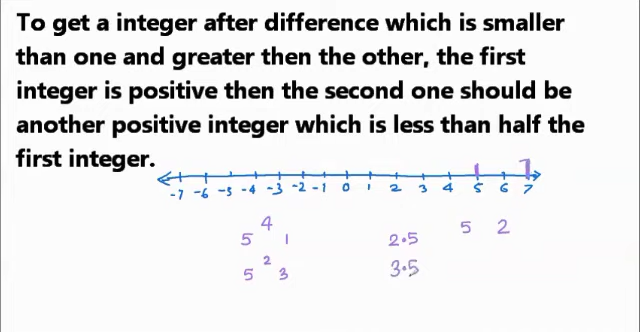 To get a integer after difference which is smaller
than one and greater then the other, the first
integer is positive then the second one should be
another positive integer which is less than half the
first integer.
-7 -6 -5 -4 -3 -2 -1 0 1 2 3 4 5 6 7
5 4 1 2.5 5 2
5 2 3 3.5